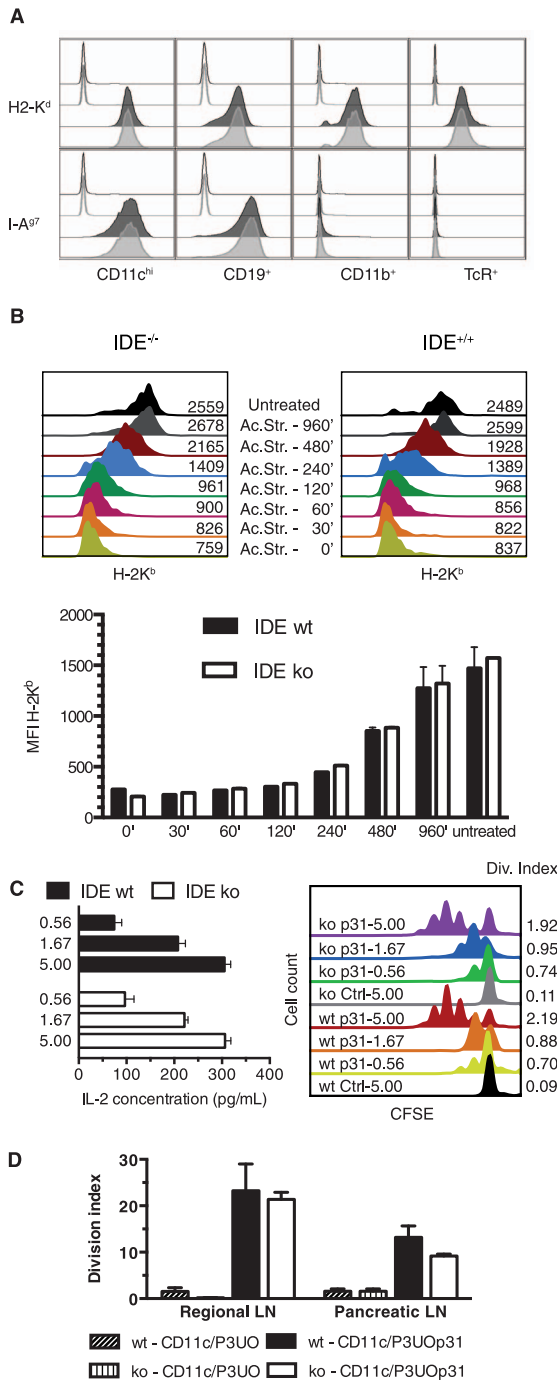 A
H2-Kᵈ
I-Aᵍ⁷
CD11cʰⁱ CD19⁺ CD11b⁺ TcR⁺
B
IDE⁻/⁻ IDE⁺/⁺
2559 Untreated 2489
2678 Ac.Str. - 960' 2599
2165 Ac.Str. - 480' 1928
1409 Ac.Str. - 240' 1389
961 Ac.Str. - 120' 968
900 Ac.Str. - 60' 856
826 Ac.Str. - 30' 822
759 Ac.Str. - 0' 837
H-2Kᵇ H-2Kᵇ
IDE wt
IDE ko
MFI H-2Kᵇ
2000
1500
1000
500
0
0' 30' 60' 120' 240' 480' 960' untreated
C
IDE wt IDE ko
0.56
1.67
5.00
0.56
1.67
5.00
0 100 200 300 400
IL-2 concentration (pg/mL)
Div. Index
Cell count
ko p31-5.00 1.92
ko p31-1.67 0.95
ko p31-0.56 0.74
ko Ctrl-5.00 0.11
wt p31-5.00 2.19
wt p31-1.67 0.88
wt p31-0.56 0.70
wt Ctrl-5.00 0.09
CFSE
D
Division index
30
20
10
0
Regional LN Pancreatic LN
wt - CD11c/P3UO wt - CD11c/P3UOp31
ko - CD11c/P3UO ko - CD11c/P3UOp31